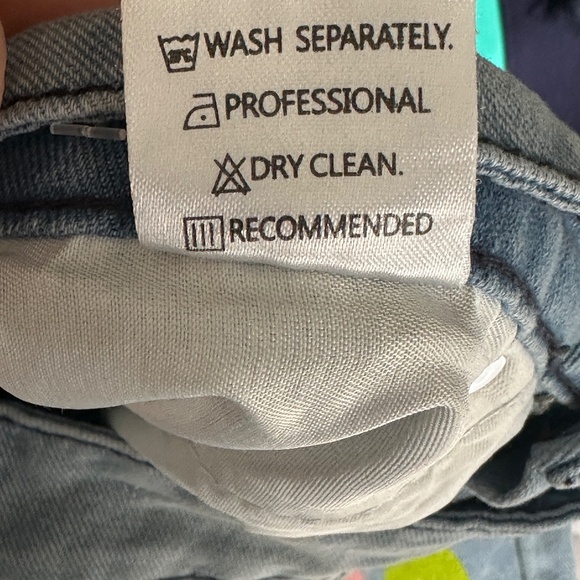 WASH SEPARATELY.
PROFESSIONAL
DRY CLEAN.
RECOMMENDED